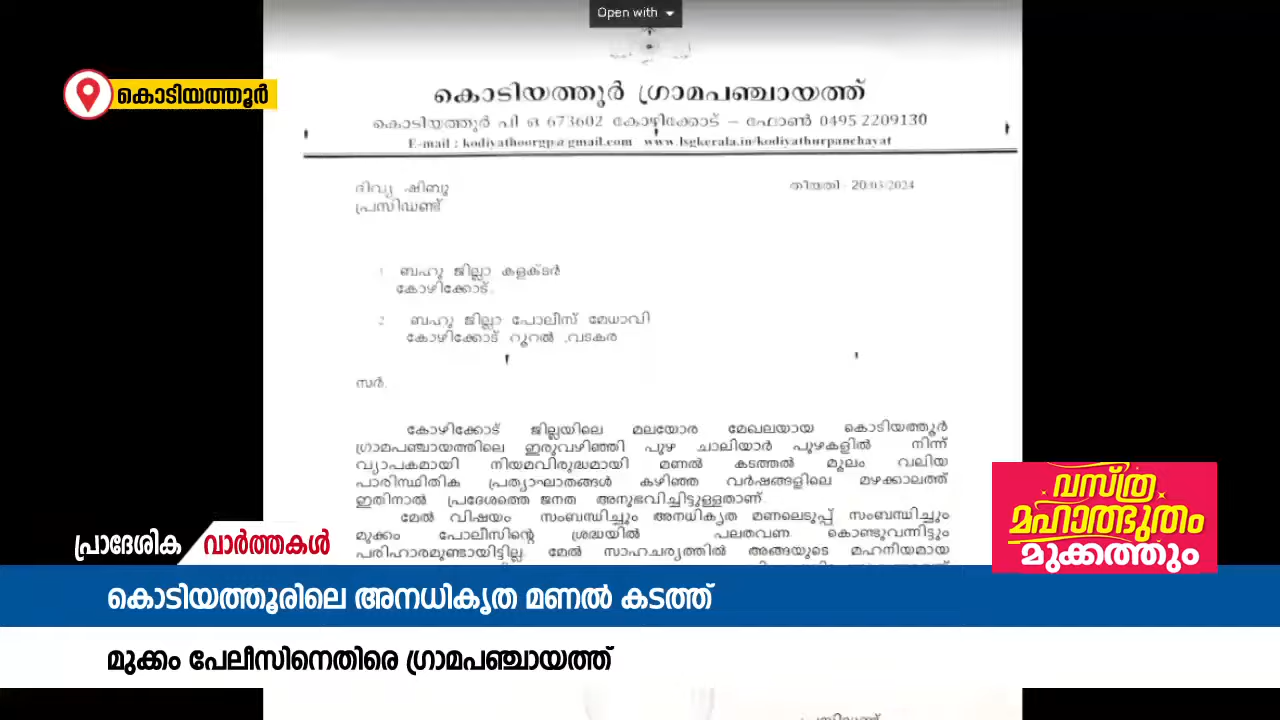 Open with
കൊടിയത്തൂർ
കൊടിയത്തൂർ ഗ്രാമപഞ്ചായത്ത്
കൊടിയത്തൂർ പി ഒ 673602 കോഴിക്കോട് – ഫോൺ 0495 2209130
E-mail : kodiyathoorgp@gmail.com www.lsgkerala.in/kodiyathurpanchayat
ദിവ്യ ഷിബു
പ്രസിഡണ്ട്
തീയതി - 20/03/2024
1 ബഹു ജില്ലാ കളക്ടർ
കോഴിക്കോട്.
2 ബഹു ജില്ലാ പോലീസ് മേധാവി
കോഴിക്കോട് റൂറൽ ,വടകര
സർ,
കോഴിക്കോട് ജില്ലയിലെ മലയോര മേഖലയായ കൊടിയത്തൂർ
ഗ്രാമപഞ്ചായത്തിലെ ഇരുവഴിഞ്ഞി പുഴ ചാലിയാർ പുഴകളിൽ നിന്ന്
വ്യാപകമായി നിയമവിരുദ്ധമായി മണൽ കടത്തൽ മൂലം വലിയ
പാരിസ്ഥിതിക പ്രത്യാഘാതങ്ങൾ കഴിഞ്ഞ വർഷങ്ങളിലെ മഴക്കാലത്ത്
ഇതിനാൽ പ്രദേശത്തെ ജനത അനുഭവിച്ചിട്ടുള്ളതാണ്.
മേൽ വിഷയം സംബന്ധിച്ചും അനധികൃത മണലെടുപ്പ് സംബന്ധിച്ചും
മുക്കം പോലീസിന്റെ ശ്രദ്ധയിൽ പലതവണ കൊണ്ടുവന്നിട്ടും
പരിഹാരമുണ്ടായിട്ടില്ല. മേൽ സാഹചര്യത്തിൽ അങ്ങയുടെ മഹനീയമായ
വസ്ത്ര
മഹാത്ഭുതം
മുക്കത്തും
പ്രാദേശിക വാർത്തകൾ
കൊടിയത്തൂരിലെ അനധികൃത മണൽ കടത്ത്
മുക്കം പേലീസിനെതിരെ ഗ്രാമപഞ്ചായത്ത്